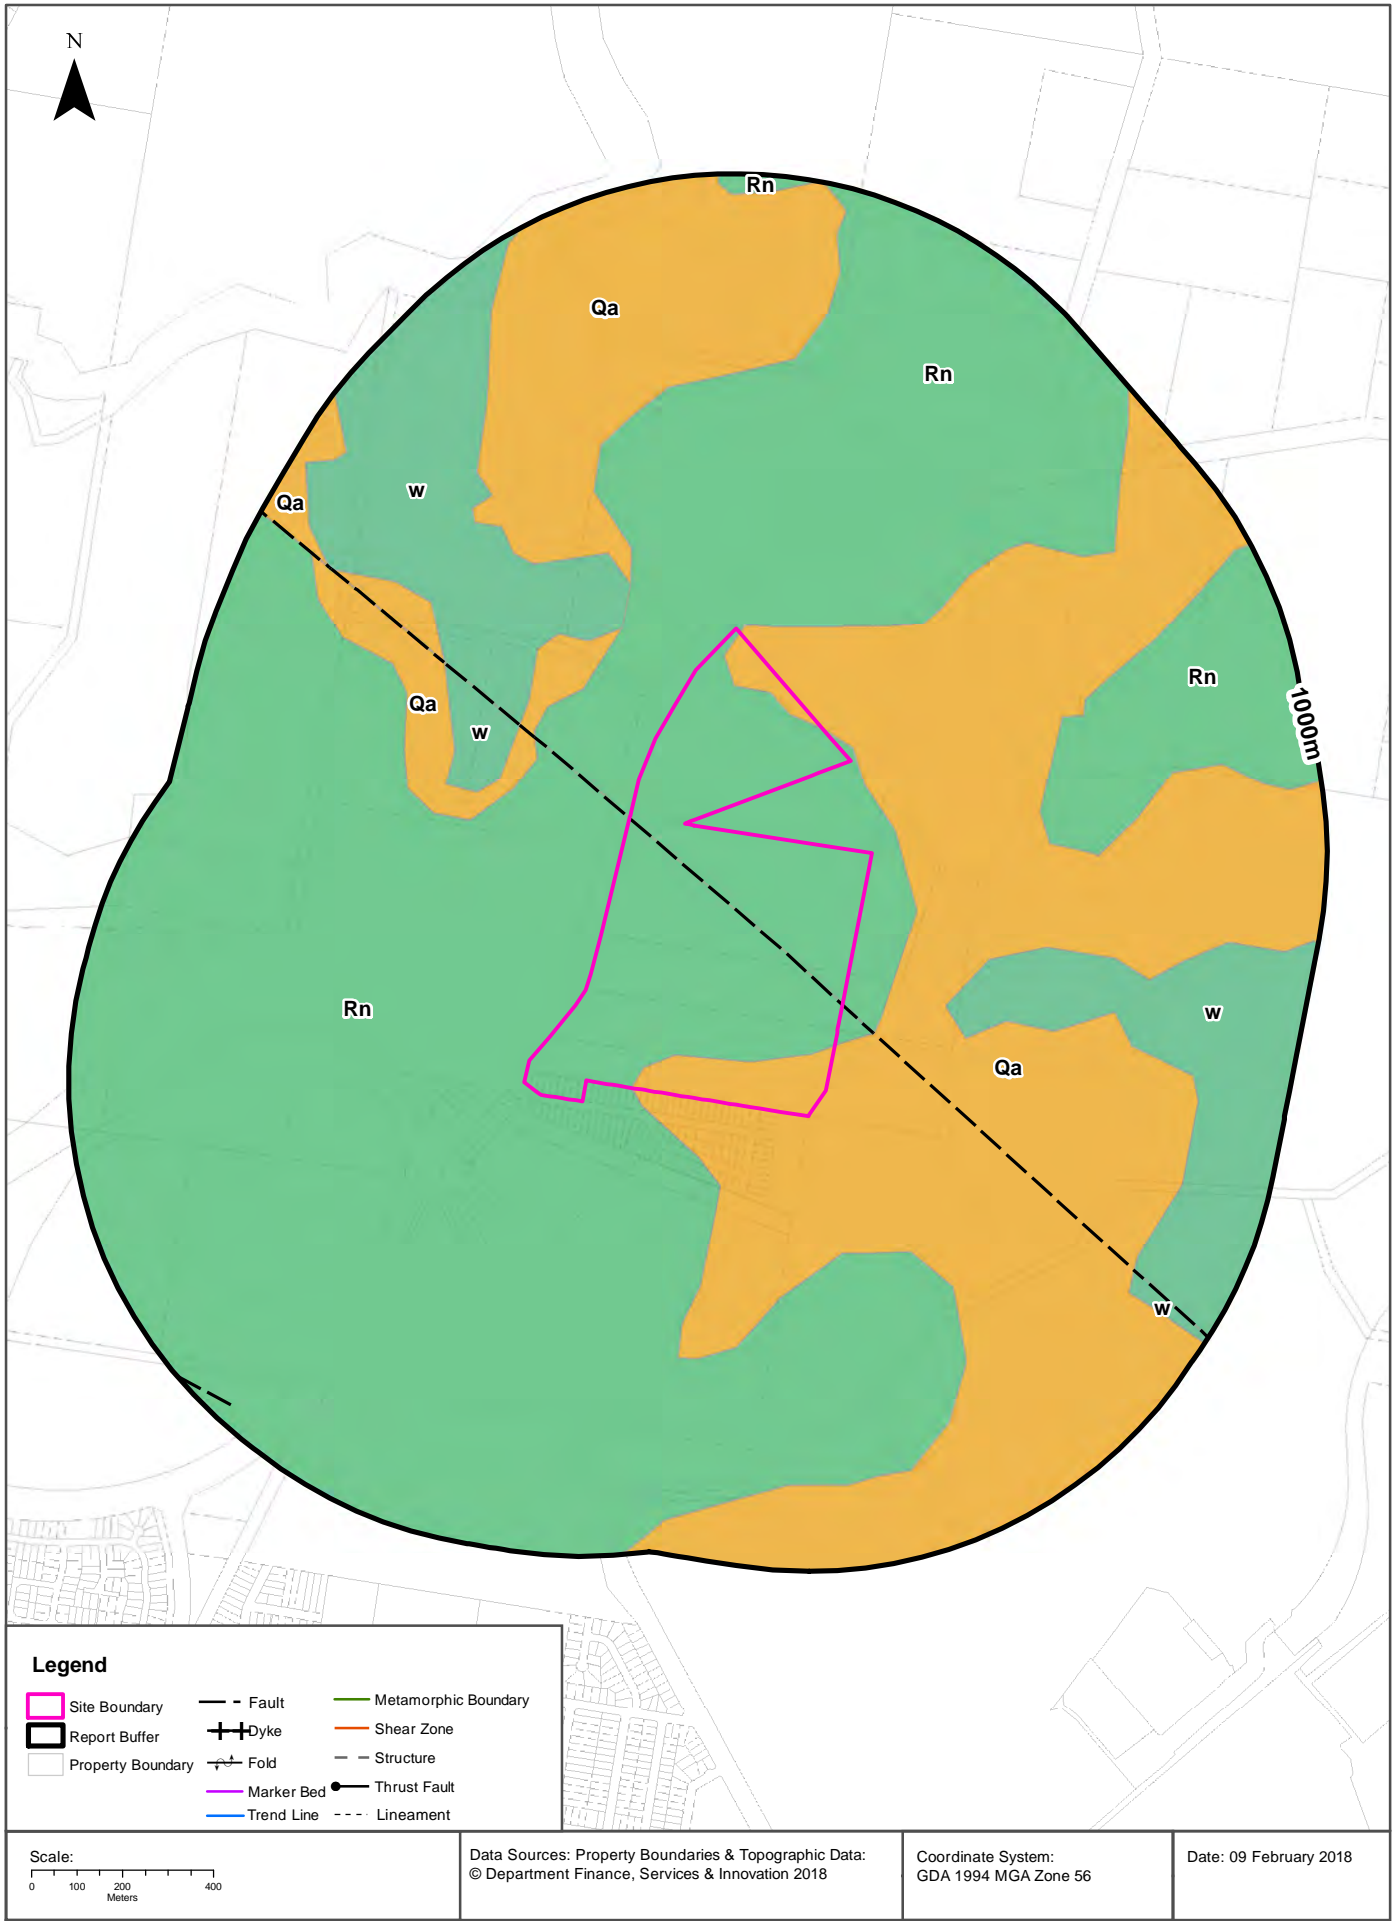 N
Rn
Qa
Rn
w
Qa
Rn
1000m
Qa
w
Rn
w
Qa
w
Legend
Site Boundary
Report Buffer
Property Boundary
Fault
Dyke
Fold
Marker Bed
Trend Line
Metamorphic Boundary
Shear Zone
Structure
Thrust Fault
Lineament
Scale:
0 100 200 400
Meters
Data Sources: Property Boundaries & Topographic Data:
© Department Finance, Services & Innovation 2018
Coordinate System:
GDA 1994 MGA Zone 56
Date: 09 February 2018